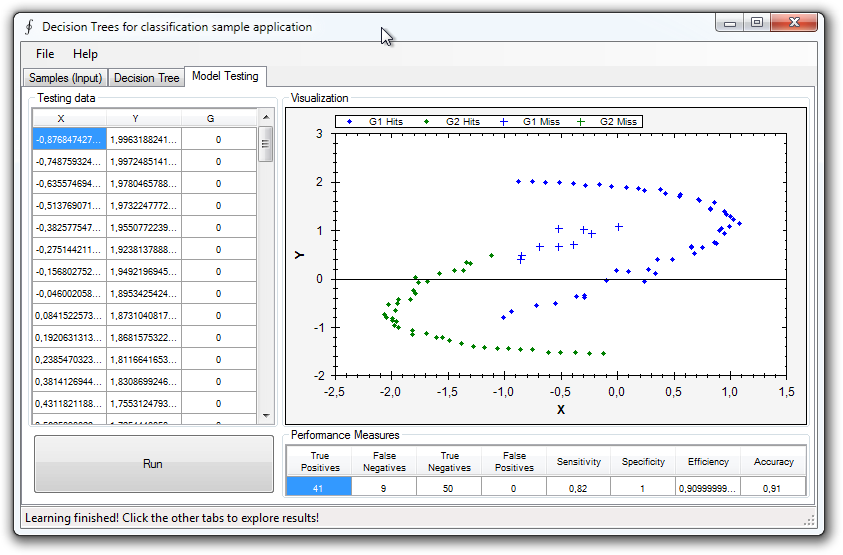 Decision Trees for classification sample application
File Help
Samples (Input) Decision Tree Model Testing
Testing data
X Y G
-0,876847427... 1,9963188241... 0
-0,748759324... 1,9972485141... 0
-0,635574694... 1,9780465788... 0
-0,513769071... 1,9732247772... 0
-0,382577547... 1,9550772239... 0
-0,275144211... 1,9238137888... 0
-0,156802752... 1,9492196945... 0
-0,046002058... 1,8953425424... 0
0,0841522573... 1,8731040817... 0
0,1920631313... 1,8681575322... 0
0,2385470323... 1,8116641653... 0
0,3814126944... 1,8308699246... 0
0,4311821188... 1,7553124793... 0
Run
Visualization
G1 Hits G2 Hits G1 Miss G2 Miss
3
2
1
0
-1
-2
Y
-2,5 -2,0 -1,5 -1,0 -0,5 0,0 0,5 1,0 1,5
X
Performance Measures
True Positives False Negatives True Negatives False Positives Sensitivity Specificity Efficiency Accuracy
41 9 50 0 0,82 1 0,90999999... 0,91
Learning finished! Click the other tabs to explore results!